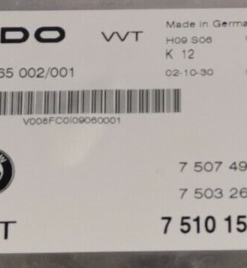 DO VVT Made in German
H09 S06
K 12
65 002/001 02-10-30
V008FC0I09060001
7 507 49
7 503 26
T 7 510 15